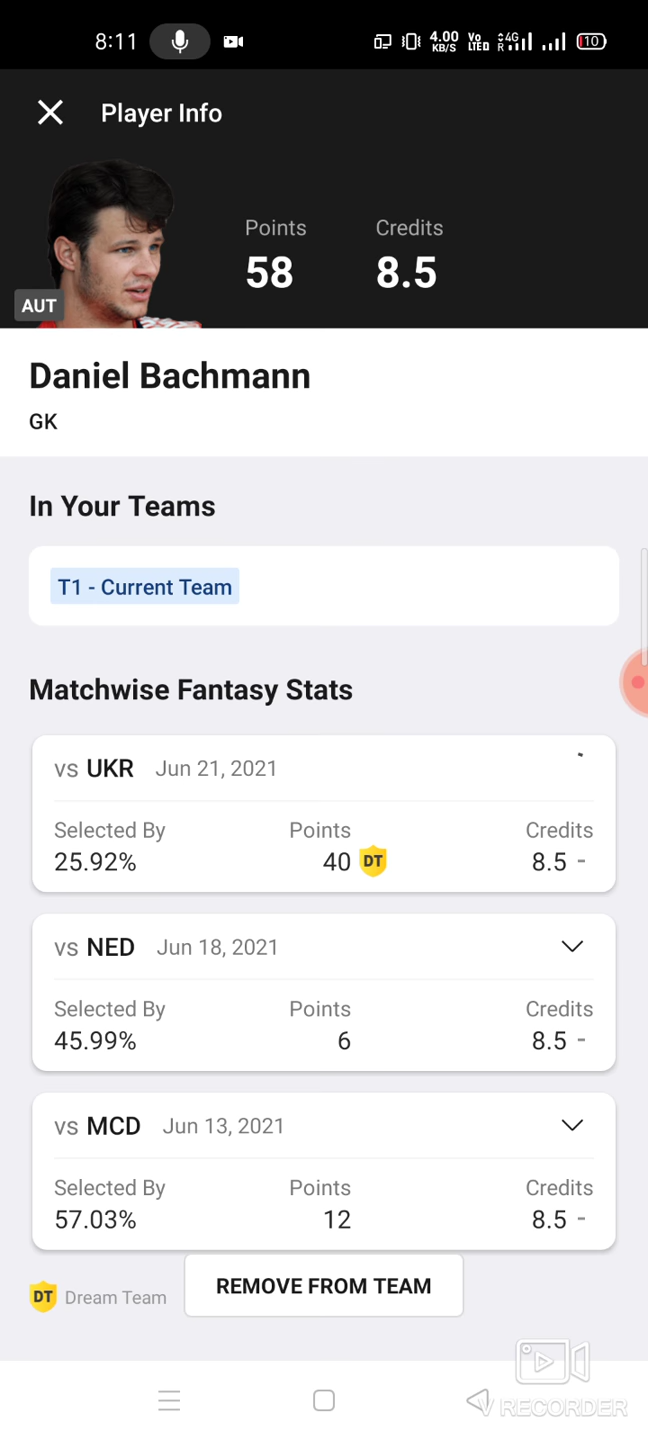 8:11 4.00 KB/S Vo LTED 4G R 10
Player Info
Points Credits
58 8.5
AUT
Daniel Bachmann
GK
In Your Teams
T1 - Current Team
Matchwise Fantasy Stats
vs UKR Jun 21, 2021
Selected By Points Credits
25.92% 40 DT 8.5 -
vs NED Jun 18, 2021
Selected By Points Credits
45.99% 6 8.5 -
vs MCD Jun 13, 2021
Selected By Points Credits
57.03% 12 8.5 -
DT Dream Team REMOVE FROM TEAM
V RECORDER